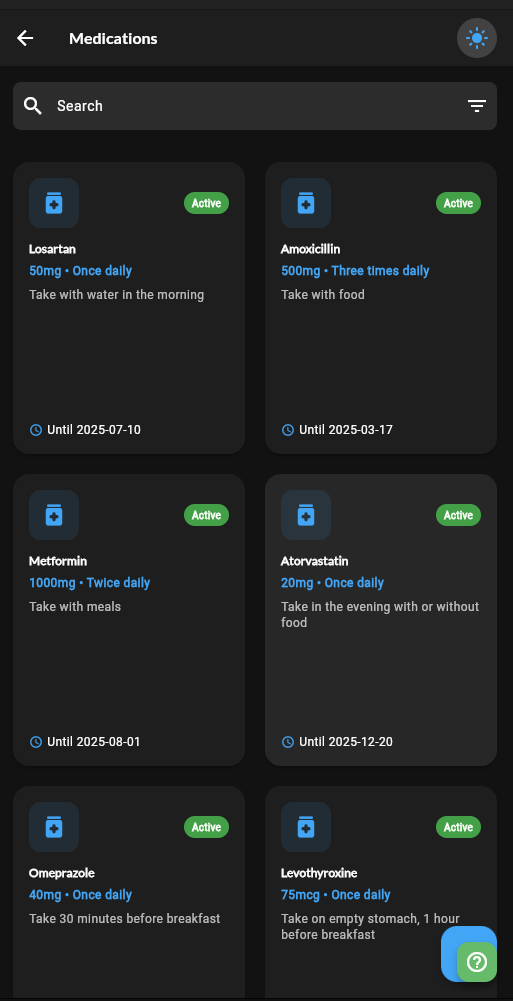 Medications
Search
Active
Losartan
50mg • Once daily
Take with water in the morning
Until 2025-07-10
Active
Amoxicillin
500mg • Three times daily
Take with food
Until 2025-03-17
Active
Metformin
1000mg • Twice daily
Take with meals
Until 2025-08-01
Active
Atorvastatin
20mg • Once daily
Take in the evening with or without
food
Until 2025-12-20
Active
Omeprazole
40mg • Once daily
Take 30 minutes before breakfast
Active
Levothyroxine
75mcg • Once daily
Take on empty stomach, 1 hour
before breakfast